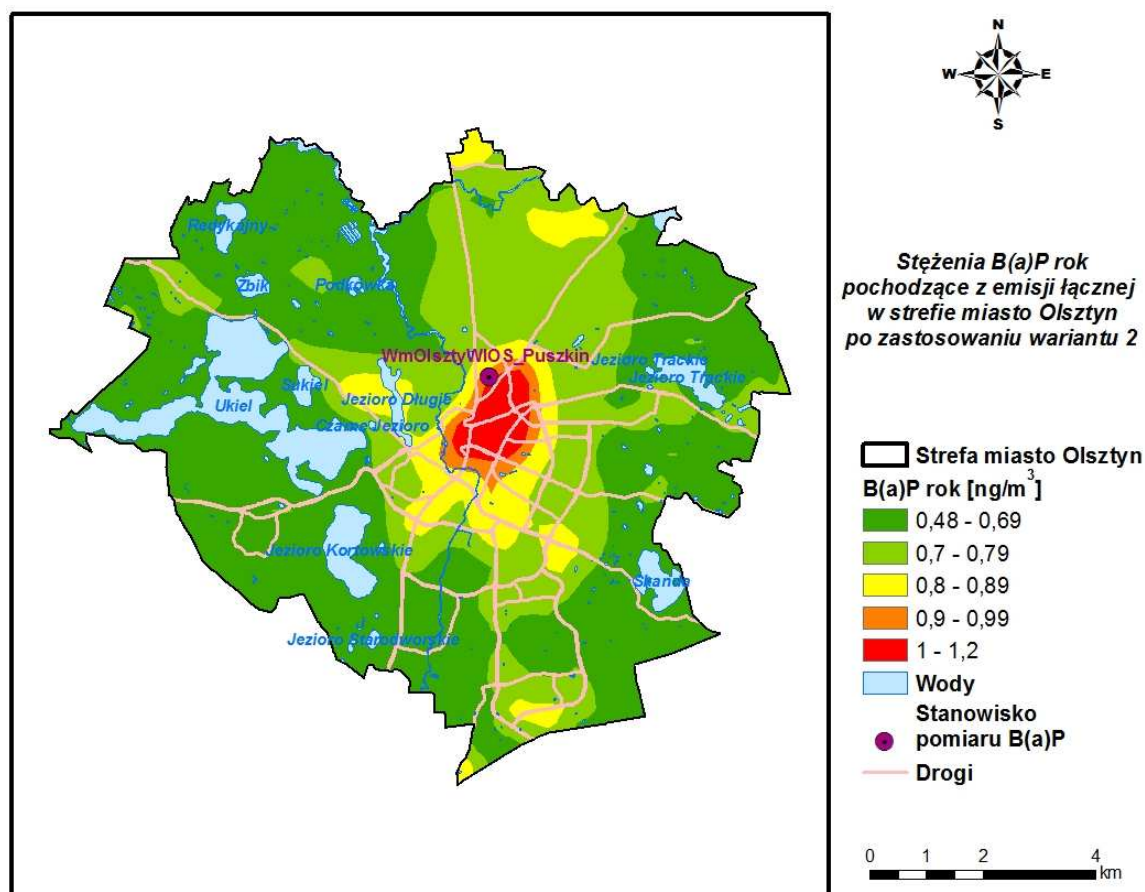 N
W
E
S
Stężenia B(a)P rok
pochodzące z emisji łącznej
w strefie miasto Olsztyn
po zastosowaniu wariantu 2
Redykajny
Żbik
Podkówka
WmOlsztyWIOS_Puszkin
Jezioro Trackie
Jezioro Trackie
Sukiel
Ukiel
Jezioro Długie
Czarne Jezioro
Jezioro Kortowskie
Skanda
Jezioro Starodworskie
Strefa miasto Olsztyn
B(a)P rok [ng/m³]
0,48 - 0,69
0,7 - 0,79
0,8 - 0,89
0,9 - 0,99
1 - 1,2
Wody
Stanowisko
pomiaru B(a)P
Drogi
0 1 2 4
km